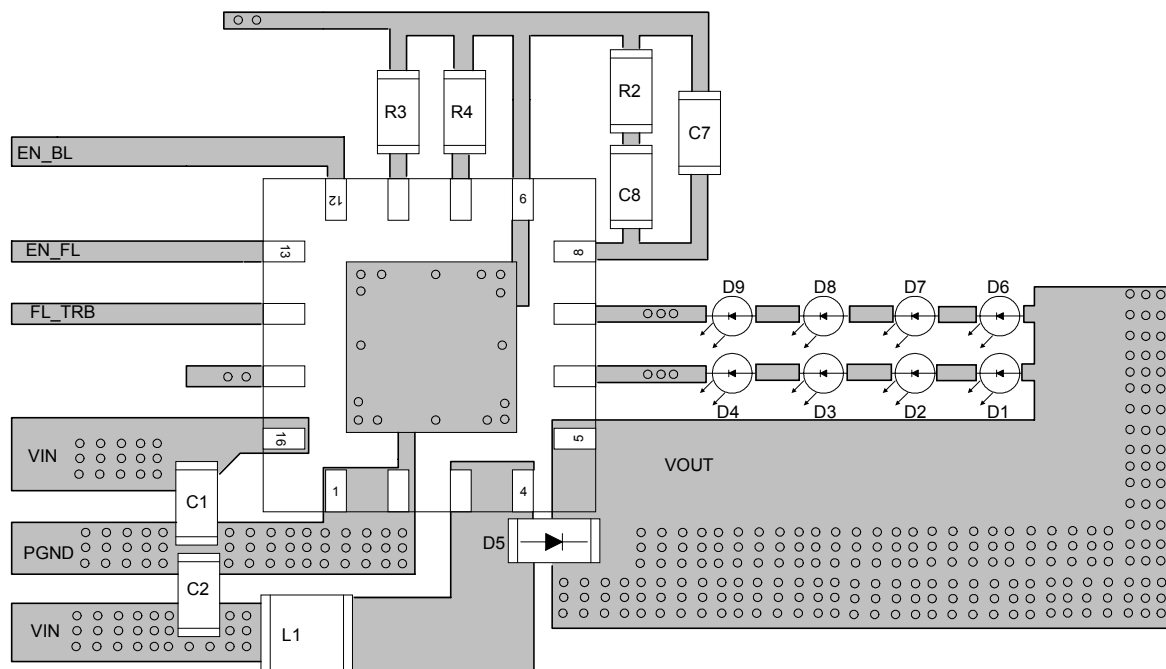 R3
R4
R2
C7
EN_BL
12
9
C8
EN_FL
13
8
FL_TRB
D9
D8
D7
D6
D4
D3
D2
D1
VIN
16
5
VOUT
C1
1
4
PGND
D5
C2
VIN
L1